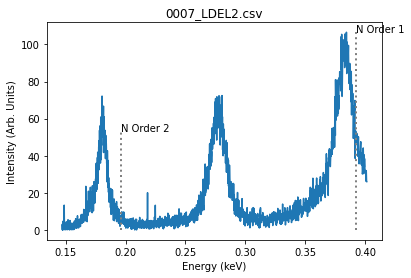 0007_LDEL2.csv
N Order 1
N Order 2
Intensity (Arb. Units)
100
80
60
40
20
0
0.15
0.20
0.25
0.30
0.35
0.40
Energy (keV)